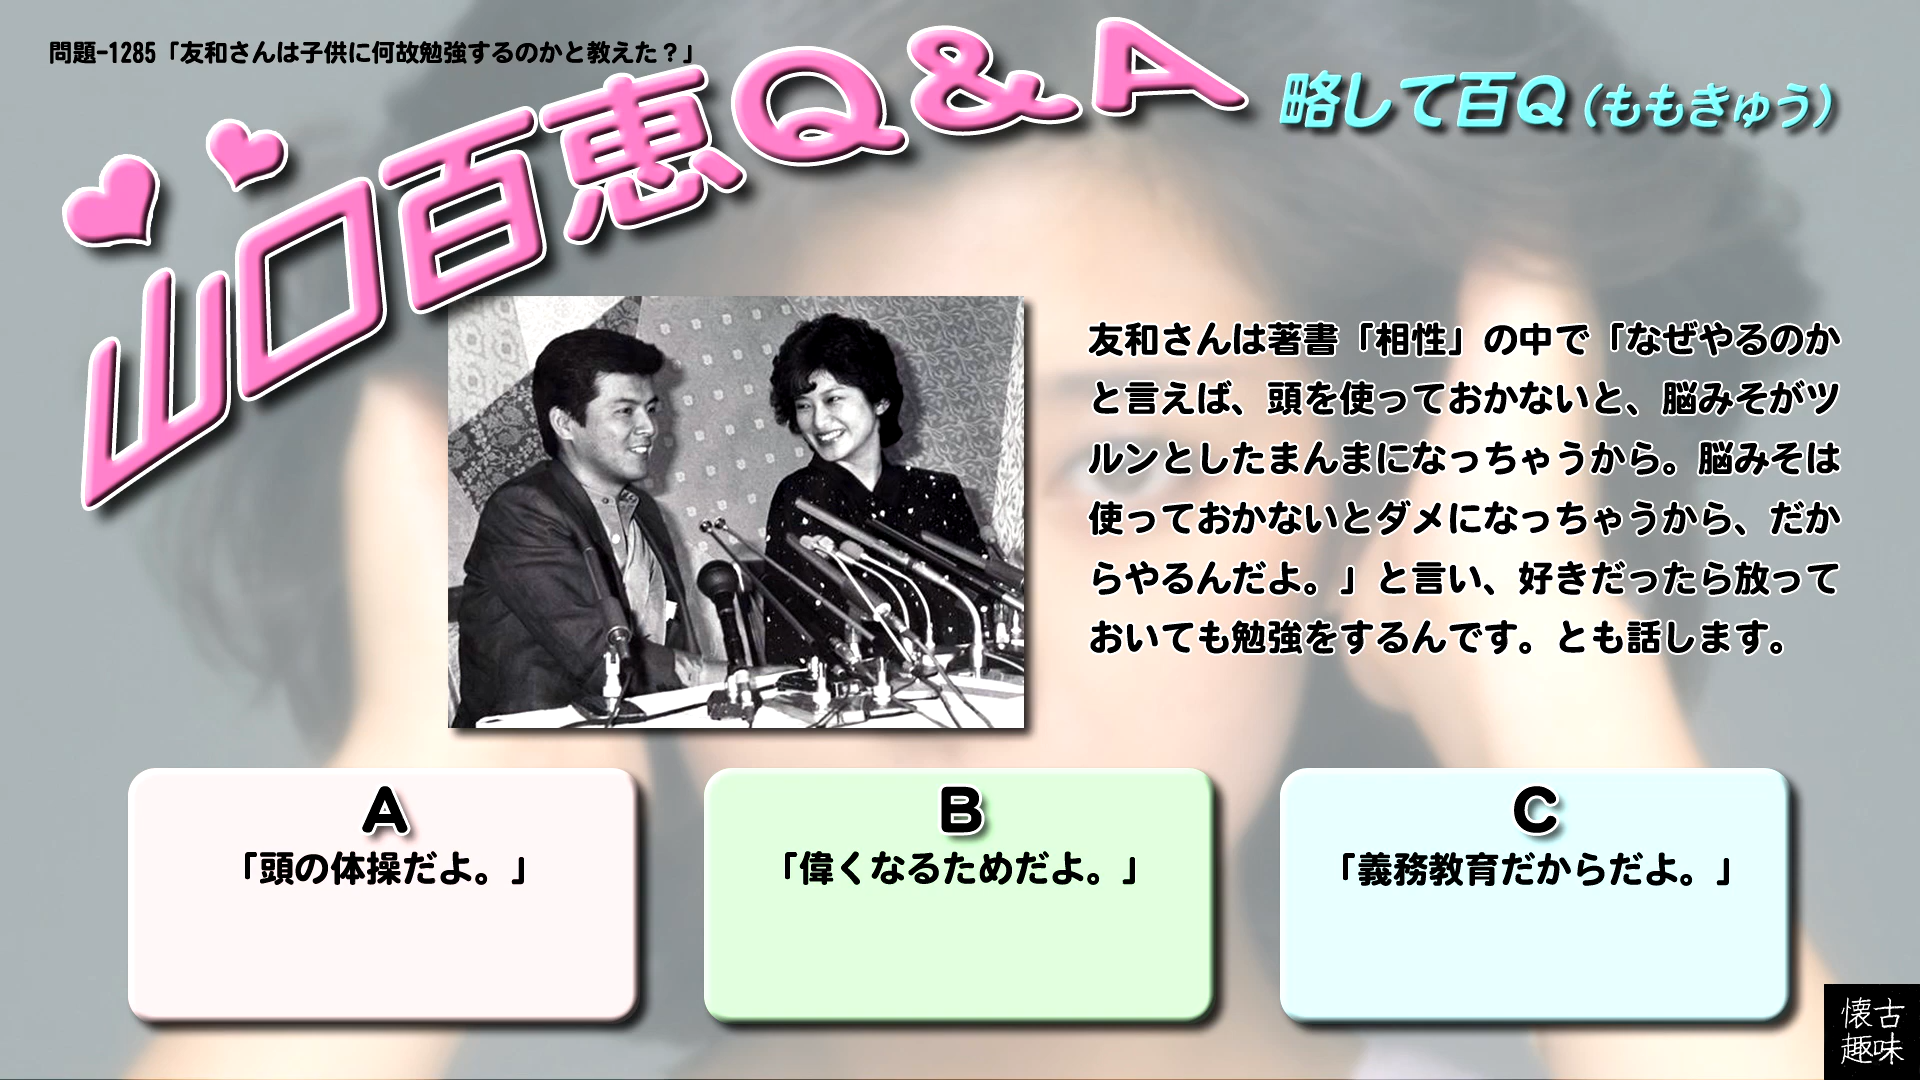 問題-1285「友和さんは子供に何故勉強するのかと教えた？」
山口百恵Q&A
略して百Q（ももきゅう）
友和さんは著書「相性」の中で「なぜやるのか
と言えば、頭を使っておかないと、脳みそがツ
ルンとしたまんまになっちゃうから。脳みそは
使っておかないとダメになっちゃうから、だか
らやるんだよ。」と言い、好きだったら放って
おいても勉強をするんです。とも話します。
A
「頭の体操だよ。」
B
「偉くなるためだよ。」
C
「義務教育だからだよ。」
懐古
趣味